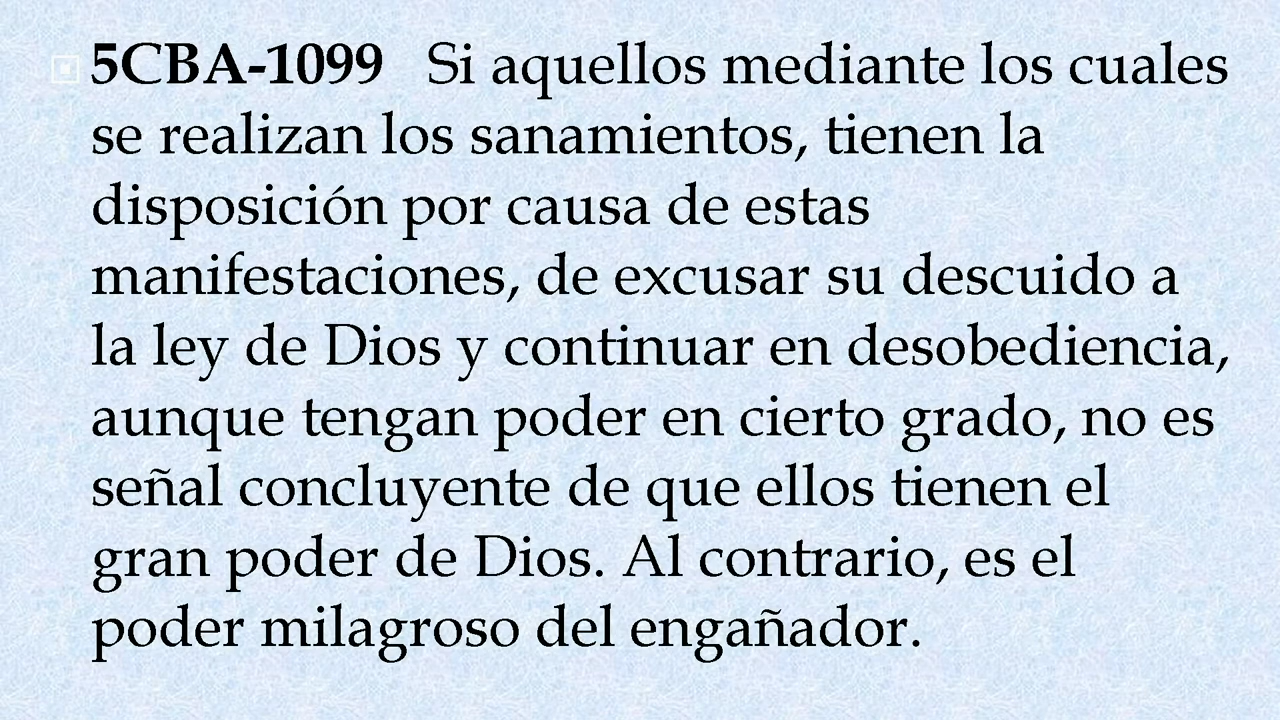 5CBA-1099 Si aquellos mediante los cuales
se realizan los sanamientos, tienen la
disposición por causa de estas
manifestaciones, de excusar su descuido a
la ley de Dios y continuar en desobediencia,
aunque tengan poder en cierto grado, no es
señal concluyente de que ellos tienen el
gran poder de Dios. Al contrario, es el
poder milagroso del engañador.